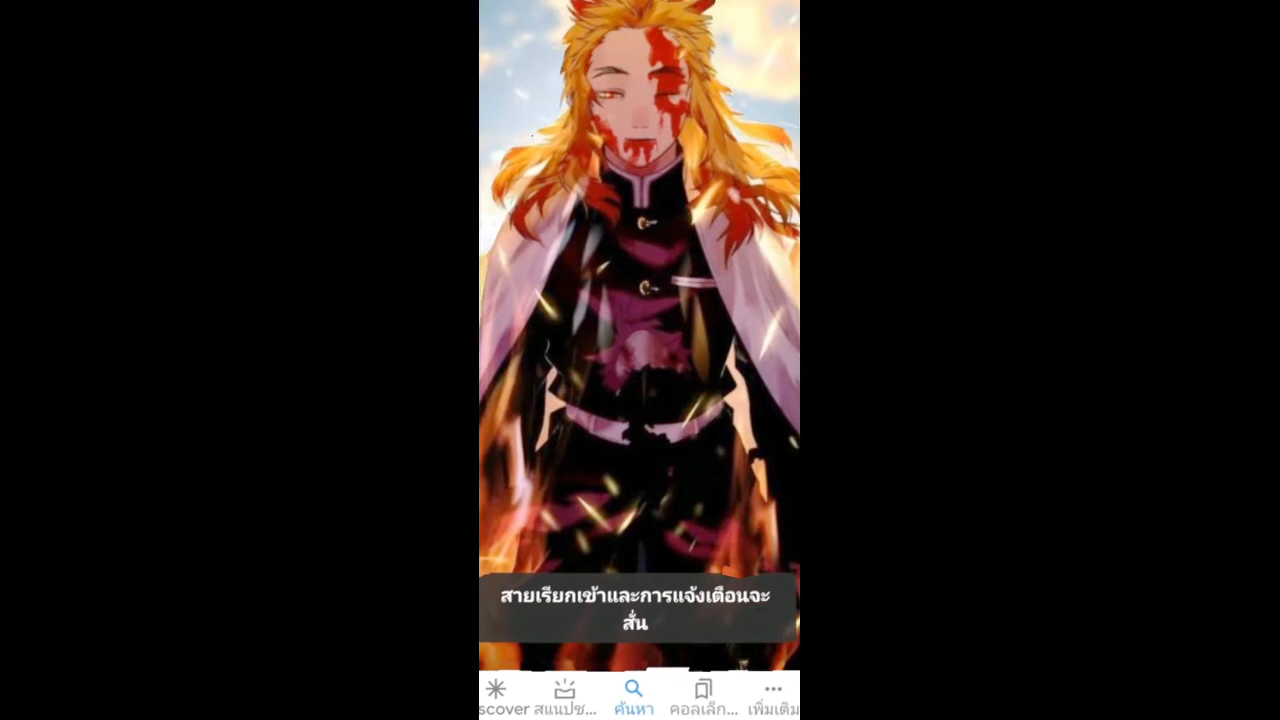 สายเรียกเข้าและการแจ้งเตือนจะ
สั่น
scover สแนปช... ค้นหา คอลเล็ก... เพิ่มเติม